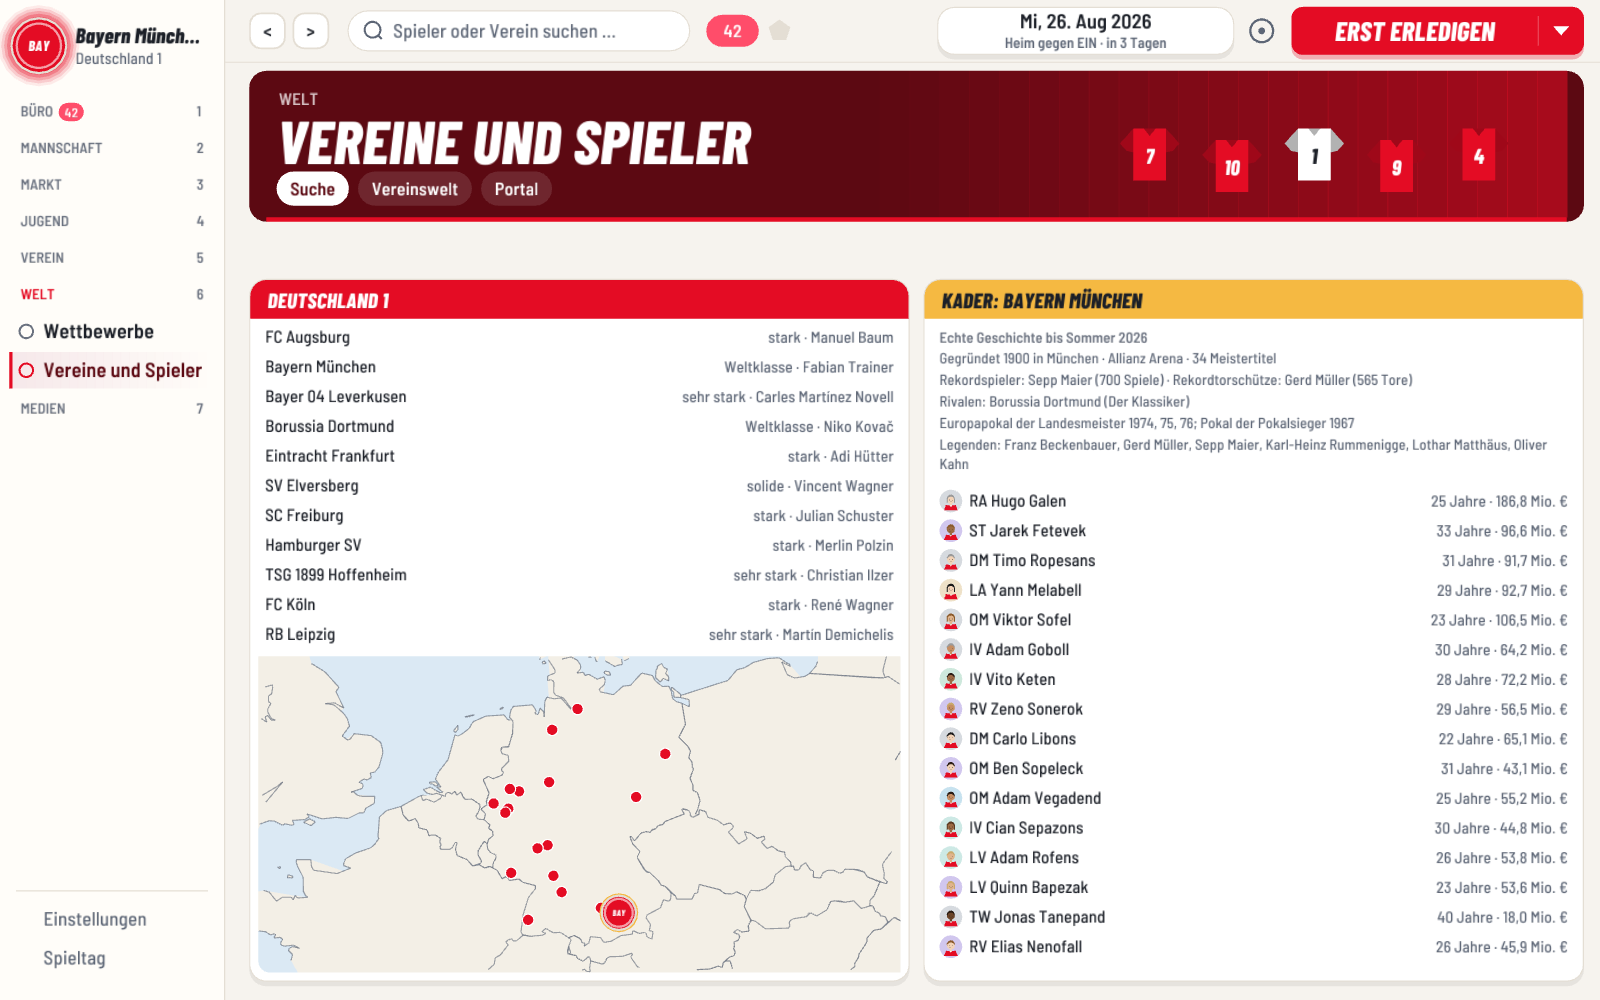 BAY
Bayern Münch...
Deutschland 1
BÜRO 42 1
MANNSCHAFT 2
MARKT 3
JUGEND 4
VEREIN 5
WELT 6
Wettbewerbe
Vereine und Spieler
MEDIEN 7
Einstellungen
Spieltag
< >
Spieler oder Verein suchen ...
42
Mi, 26. Aug 2026
Heim gegen EIN · in 3 Tagen
ERST ERLEDIGEN
WELT
VEREINE UND SPIELER
Suche Vereinswelt Portal
7 10 1 9 4
DEUTSCHLAND 1
FC Augsburg stark · Manuel Baum
Bayern München Weltklasse · Fabian Trainer
Bayer 04 Leverkusen sehr stark · Carles Martínez Novell
Borussia Dortmund Weltklasse · Niko Kovač
Eintracht Frankfurt stark · Adi Hütter
SV Elversberg solide · Vincent Wagner
SC Freiburg stark · Julian Schuster
Hamburger SV stark · Merlin Polzin
TSG 1899 Hoffenheim sehr stark · Christian Ilzer
FC Köln stark · René Wagner
RB Leipzig sehr stark · Martín Demichelis
BAY
KADER: BAYERN MÜNCHEN
Echte Geschichte bis Sommer 2026
Gegründet 1900 in München · Allianz Arena · 34 Meistertitel
Rekordspieler: Sepp Maier (700 Spiele) · Rekordtorschütze: Gerd Müller (565 Tore)
Rivalen: Borussia Dortmund (Der Klassiker)
Europapokal der Landesmeister 1974, 75, 76; Pokal der Pokalsieger 1967
Legenden: Franz Beckenbauer, Gerd Müller, Sepp Maier, Karl-Heinz Rummenigge, Lothar Matthäus, Oliver
Kahn
RA Hugo Galen 25 Jahre · 186,8 Mio. €
ST Jarek Fetevek 33 Jahre · 96,6 Mio. €
DM Timo Ropesans 31 Jahre · 91,7 Mio. €
LA Yann Melabell 29 Jahre · 92,7 Mio. €
OM Viktor Sofel 23 Jahre · 106,5 Mio. €
IV Adam Goboll 30 Jahre · 64,2 Mio. €
IV Vito Keten 28 Jahre · 72,2 Mio. €
RV Zeno Sonerok 29 Jahre · 56,5 Mio. €
DM Carlo Libons 22 Jahre · 65,1 Mio. €
OM Ben Sopeleck 31 Jahre · 43,1 Mio. €
OM Adam Vegadend 25 Jahre · 55,2 Mio. €
IV Cian Sepazons 30 Jahre · 44,8 Mio. €
LV Adam Rofens 26 Jahre · 53,8 Mio. €
LV Quinn Bapezak 23 Jahre · 53,6 Mio. €
TW Jonas Tanepand 40 Jahre · 18,0 Mio. €
RV Elias Nenofall 26 Jahre · 45,9 Mio. €